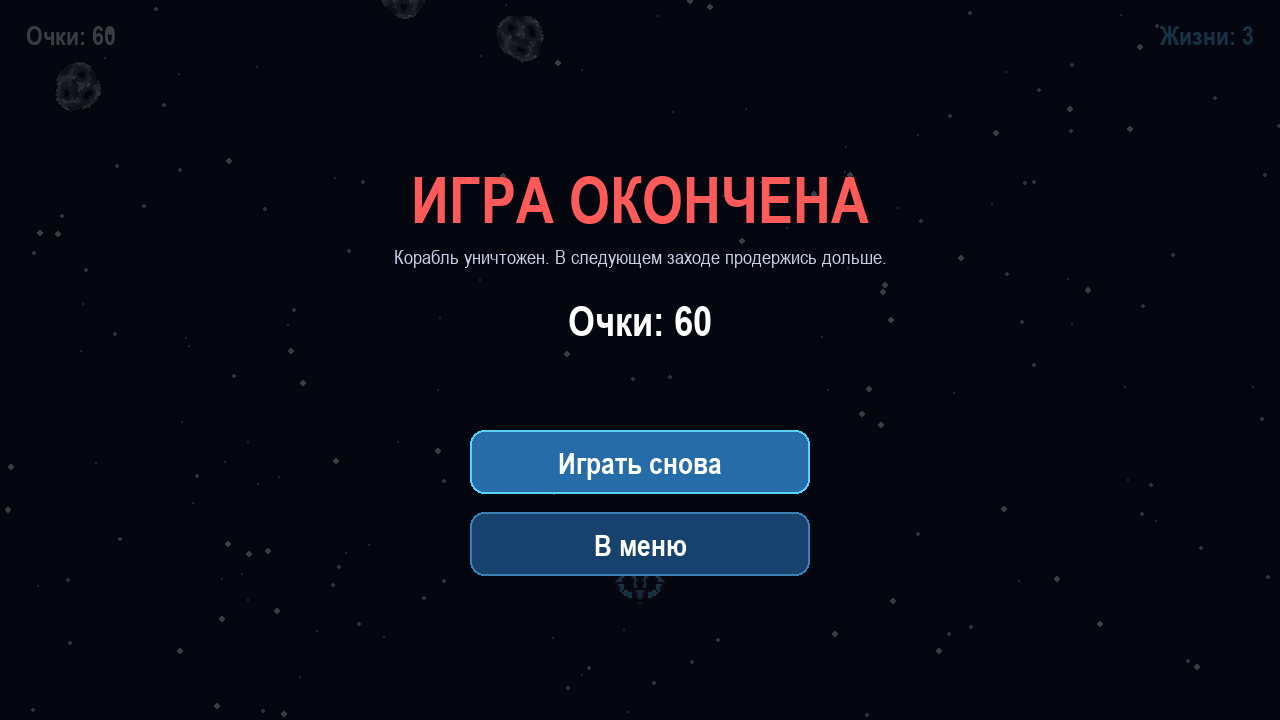 Очки: 60
Жизни: 3
ИГРА ОКОНЧЕНА
Корабль уничтожен. В следующем заходе продержись дольше.
Очки: 60
Играть снова
В меню